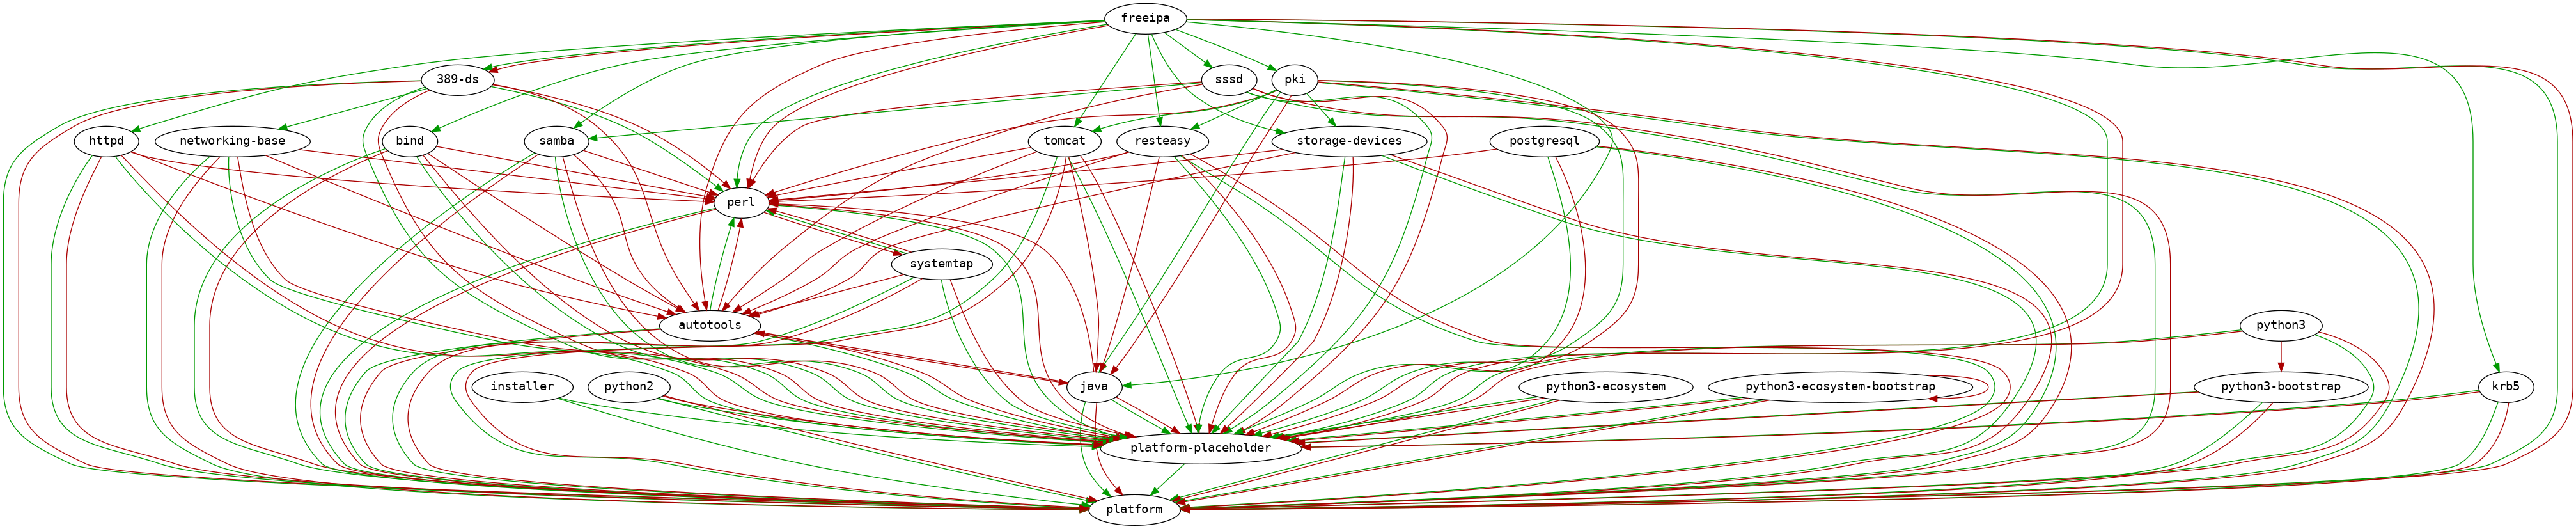 freeipa
389-ds
sssd
pki
httpd
networking-base
bind
samba
tomcat
resteasy
storage-devices
postgresql
perl
systemtap
autotools
python3
installer
python2
java
python3-ecosystem
python3-ecosystem-bootstrap
python3-bootstrap
krb5
platform-placeholder
platform